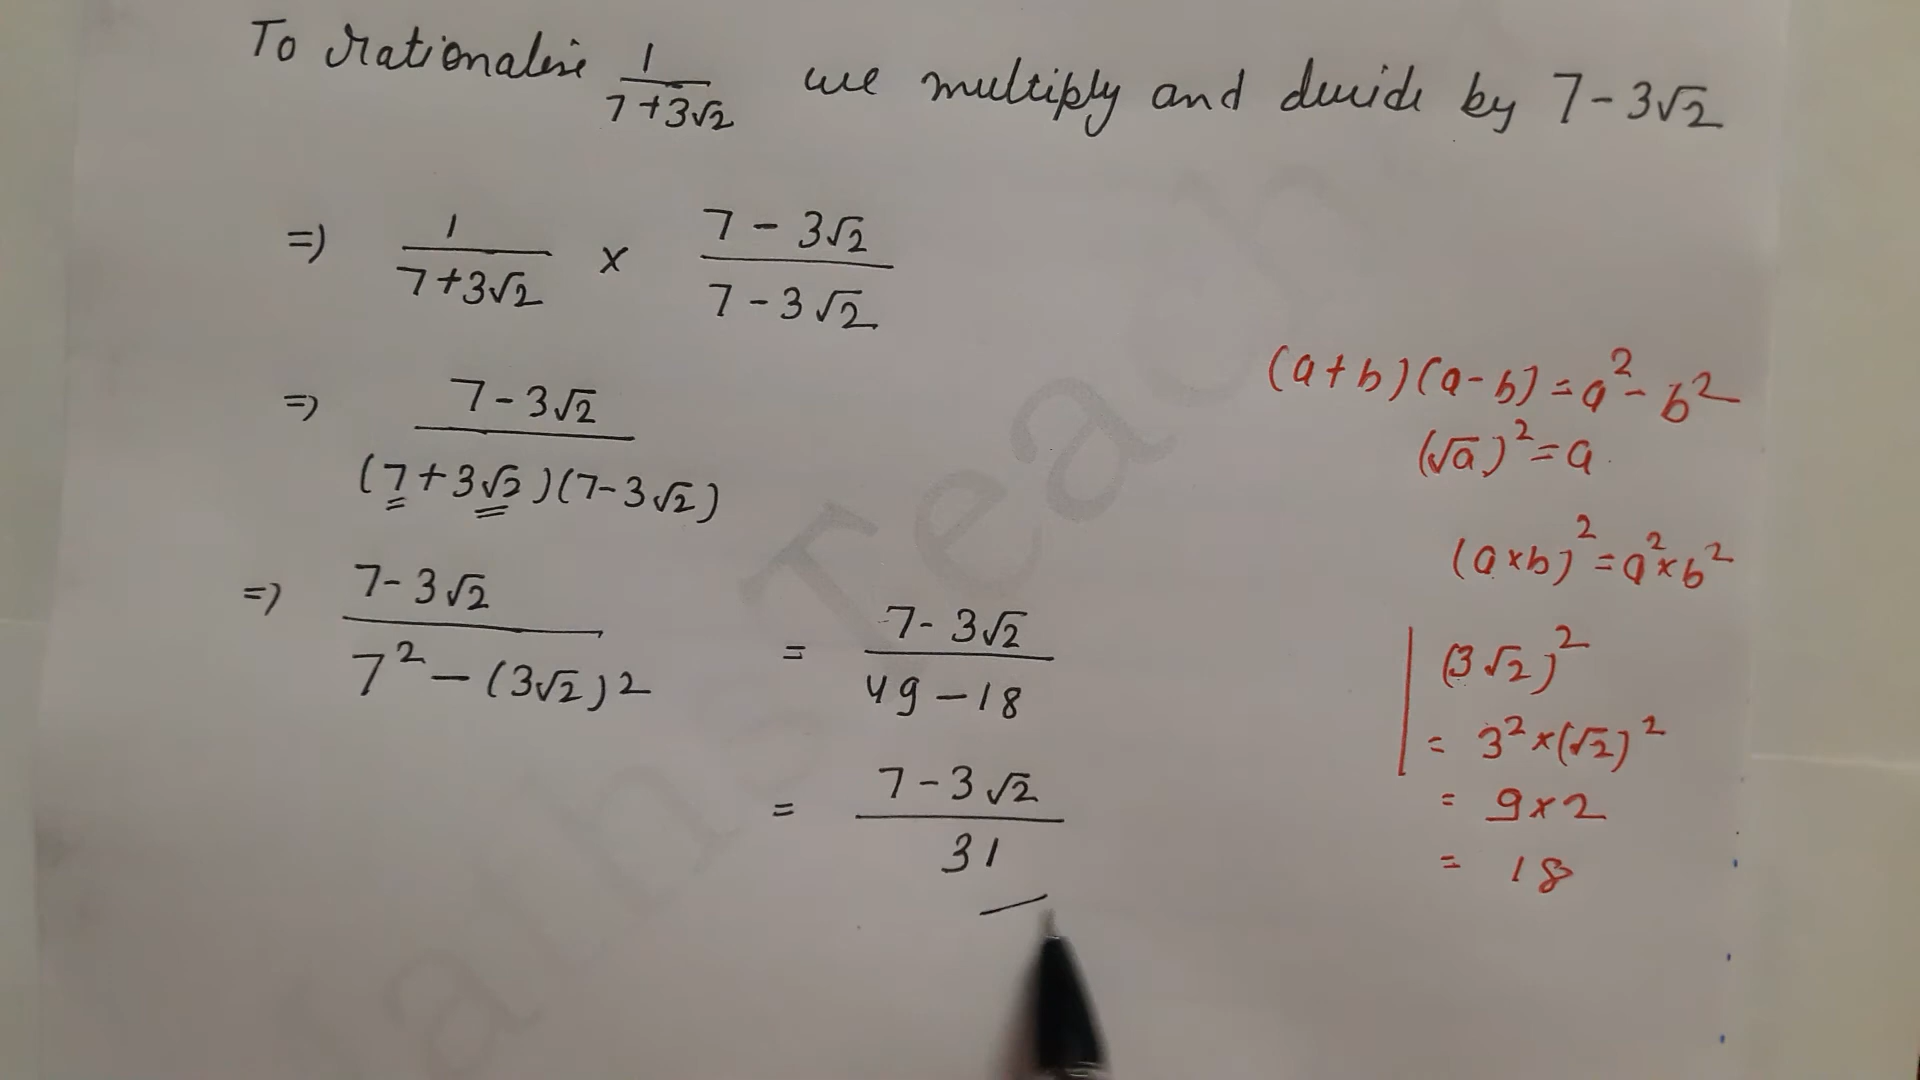 To rationalise 1/(7+3√2) we multiply and divide by 7-3√2
=> 1/(7+3√2) × (7-3√2)/(7-3√2)
=> (7-3√2)/((7+3√2)(7-3√2))
=> (7-3√2)/(7²-(3√2)²) = (7-3√2)/(49-18)
= (7-3√2)/31
(a+b)(a-b)=a²-b²
(√a)²=a
(a×b)²=a²×b²
(3√2)²
= 3²×(√2)²
= 9×2
= 18